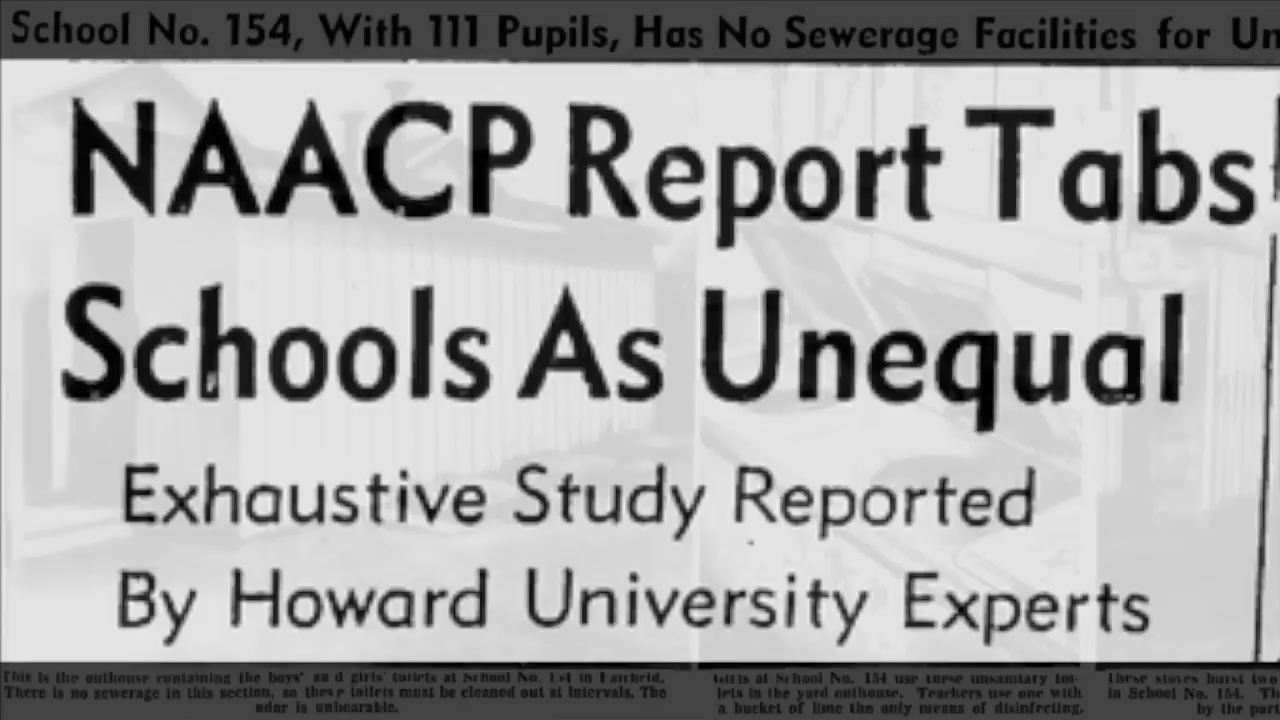 School No. 154, With 111 Pupils, Has No Sewerage Facilities for
NAACP Report Tabs
Schools As Unequal
Exhaustive Study Reported
By Howard University Experts
This is the outhouse containing the boys' and girls' toilets at School No. 154 in Fairfield.
There is no sewerage in this section, so these toilets must be cleaned out at intervals. The
odor is unbearable.
Girls at School No. 154 use these unsanitary toi-
lets in the yard outhouse. Teachers use one with
a bucket of lime the only means of disinfecting.
These stoves burst two
in School No. 154.
by the